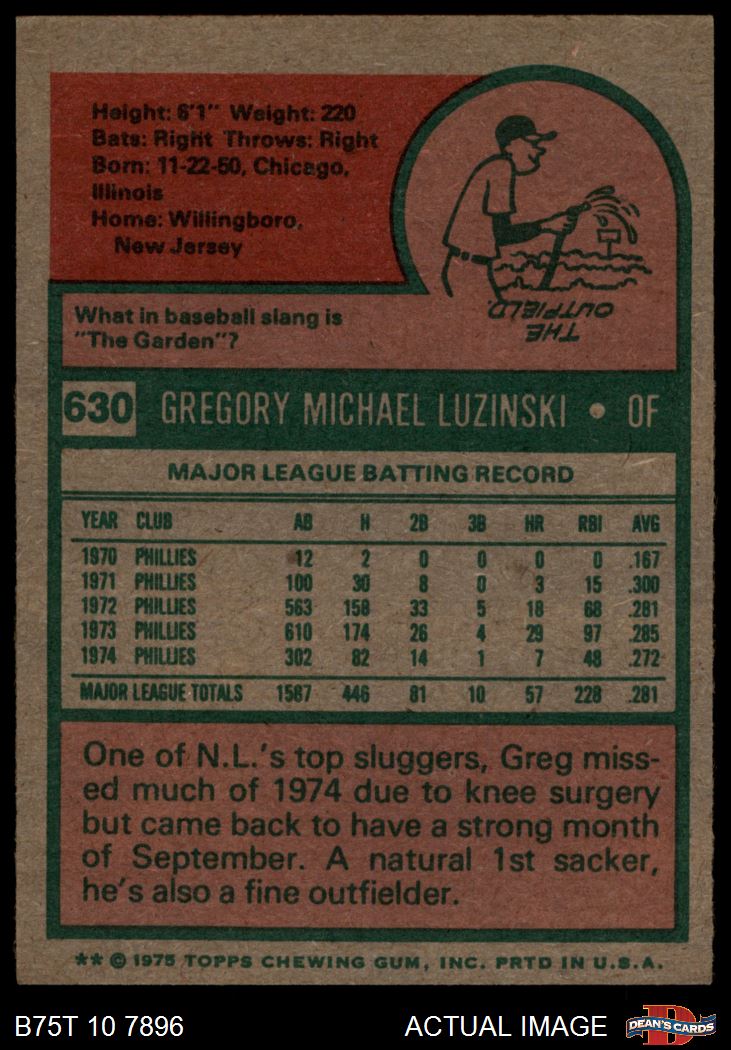 Height: 6'1" Weight: 220
Bats: Right Throws: Right
Born: 11-22-50, Chicago,
Illinois
Home: Willingboro,
New Jersey
What in baseball slang is
"The Garden"?
THE
OUTFIELD.
630 GREGORY MICHAEL LUZINSKI • OF
MAJOR LEAGUE BATTING RECORD
YEAR CLUB AB H 2B 3B HR RBI AVG
1970 PHILLIES 12 2 0 0 0 0 .167
1971 PHILLIES 100 30 8 0 3 15 .300
1972 PHILLIES 563 158 33 5 18 68 .281
1973 PHILLIES 610 174 26 4 29 97 .285
1974 PHILLIES 302 82 14 1 7 48 .272
MAJOR LEAGUE TOTALS 1587 446 81 10 57 228 .281
One of N.L.'s top sluggers, Greg miss-
ed much of 1974 due to knee surgery
but came back to have a strong month
of September. A natural 1st sacker,
he's also a fine outfielder.
** © 1975 TOPPS CHEWING GUM, INC. PRTD IN U.S.A.
B75T 10 7896 ACTUAL IMAGE D DEAN'S CARDS